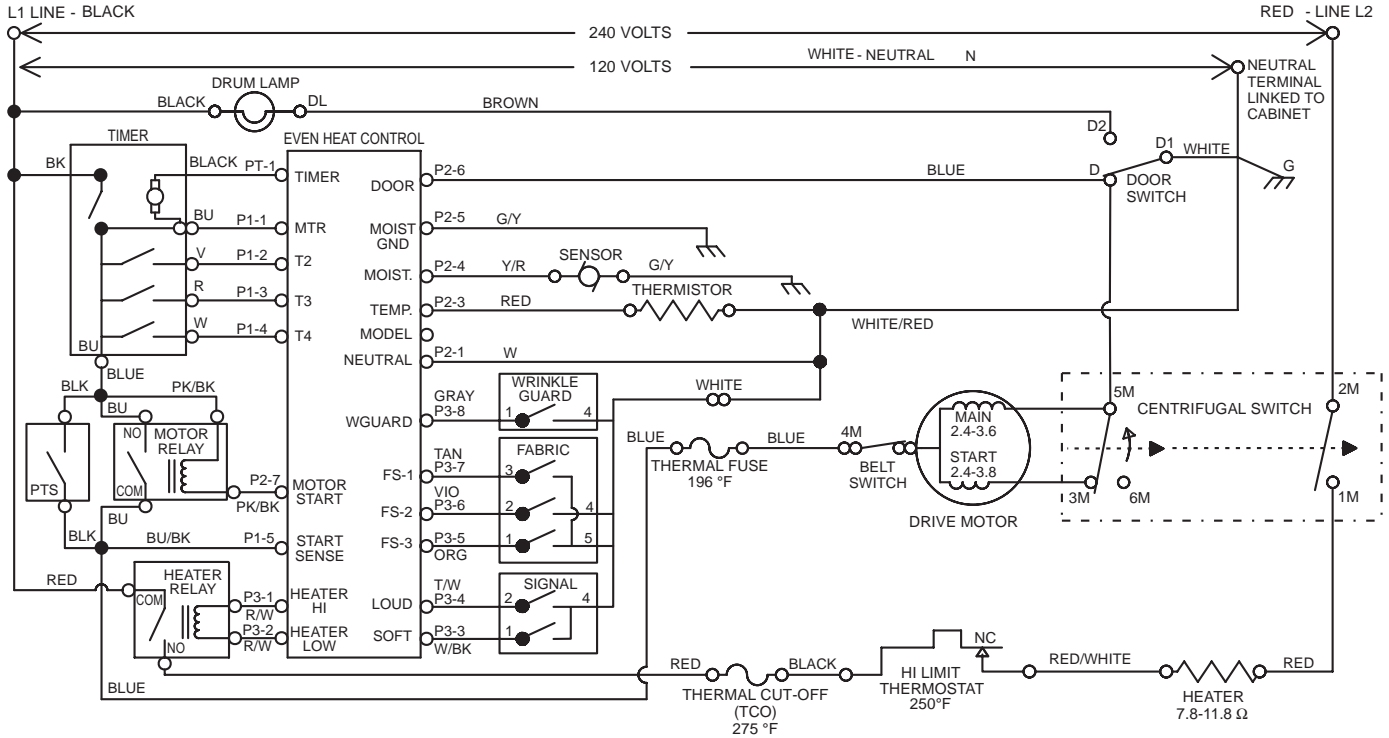 L1 LINE - BLACK
RED - LINE L2
240 VOLTS
WHITE - NEUTRAL N
120 VOLTS
NEUTRAL
TERMINAL
LINKED TO
CABINET
DRUM LAMP
BLACK
DL
BROWN
D2
TIMER
EVEN HEAT CONTROL
D1
WHITE
BK
BLACK
PT-1
TIMER
DOOR
P2-6
BLUE
D
DOOR
SWITCH
G
BU
P1-1
MTR
MOIST
GND
P2-5
G/Y
V
P1-2
T2
MOIST.
P2-4
Y/R
SENSOR
G/Y
R
P1-3
T3
TEMP.
P2-3
RED
THERMISTOR
WHITE/RED
W
P1-4
T4
MODEL
BU
NEUTRAL
P2-1
W
BLUE
BLK
PK/BK
BU
WRINKLE
GUARD
WHITE
GRAY
P3-8
WGUARD
1
4
5M
2M
CENTRIFUGAL SWITCH
MAIN
2.4-3.6
START
2.4-3.8
NO
MOTOR
RELAY
COM
PTS
BLUE
THERMAL FUSE
196 °F
BLUE
4M
BELT
SWITCH
DRIVE MOTOR
3M
6M
1M
FABRIC
TAN
P3-7
FS-1
3
VIO
P3-6
FS-2
2
4
P3-5
ORG
FS-3
1
5
P2-7
PK/BK
MOTOR
START
BU
BLK
BU/BK
P1-5
START
SENSE
RED
HEATER
RELAY
COM
NO
P3-1
R/W
HEATER
HI
P3-2
R/W
HEATER
LOW
SIGNAL
T/W
P3-4
LOUD
2
4
P3-3
W/BK
SOFT
1
BLUE
RED
THERMAL CUT-OFF
(TCO)
275 °F
BLACK
HI LIMIT
THERMOSTAT
250°F
NC
RED/WHITE
HEATER
7.8-11.8 Ω
RED